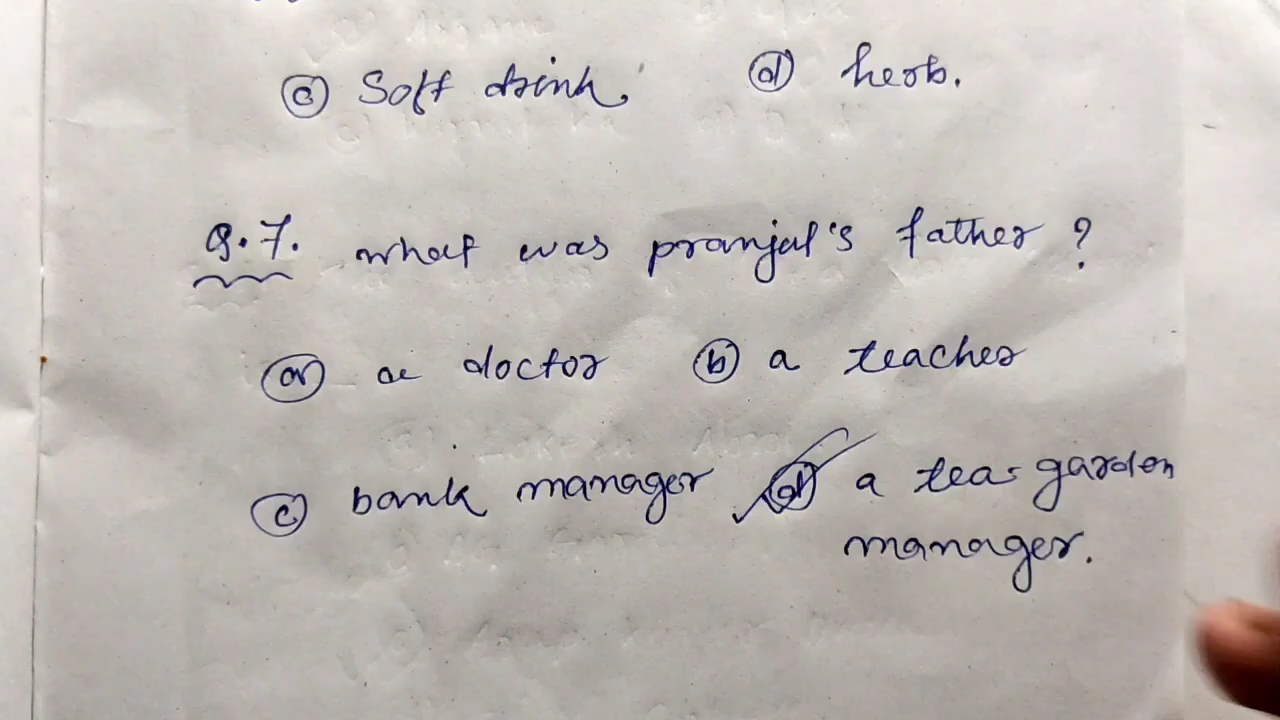 (c) Soft drink. (d) herb.
Q.7. what was pranjal's father ?
(a) a doctor (b) a teacher
(c) bank manager (d) a tea-garden
manager.